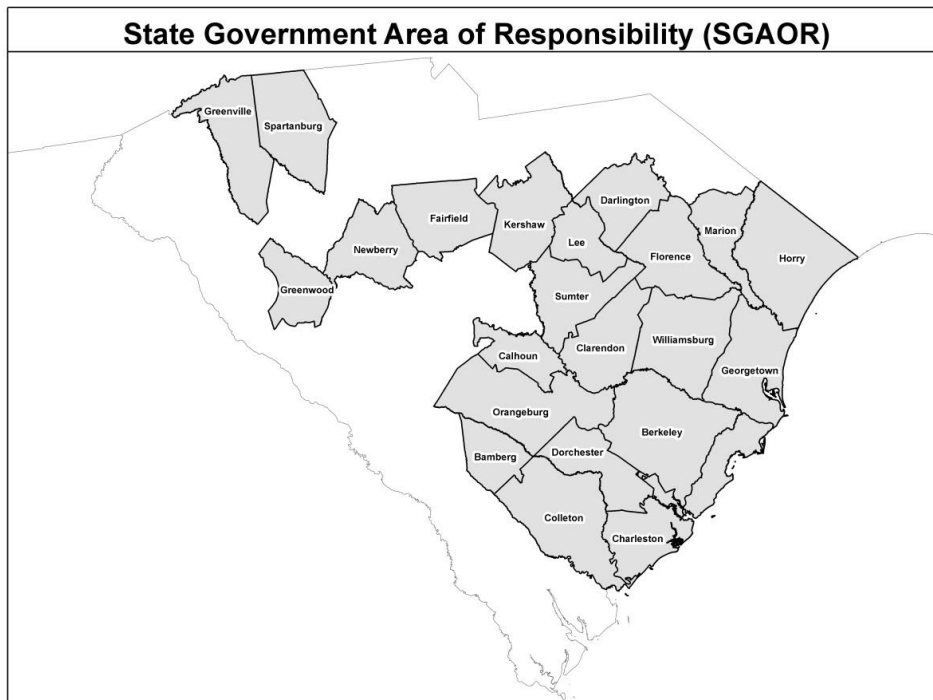 State Government Area of Responsibility (SGAOR)
Greenville
Spartanburg
Darlington
Fairfield
Kershaw
Marion
Lee
Newberry
Florence
Horry
Greenwood
Sumter
Williamsburg
Clarendon
Calhoun
Georgetown
Orangeburg
Berkeley
Bamberg
Dorchester
Colleton
Charleston